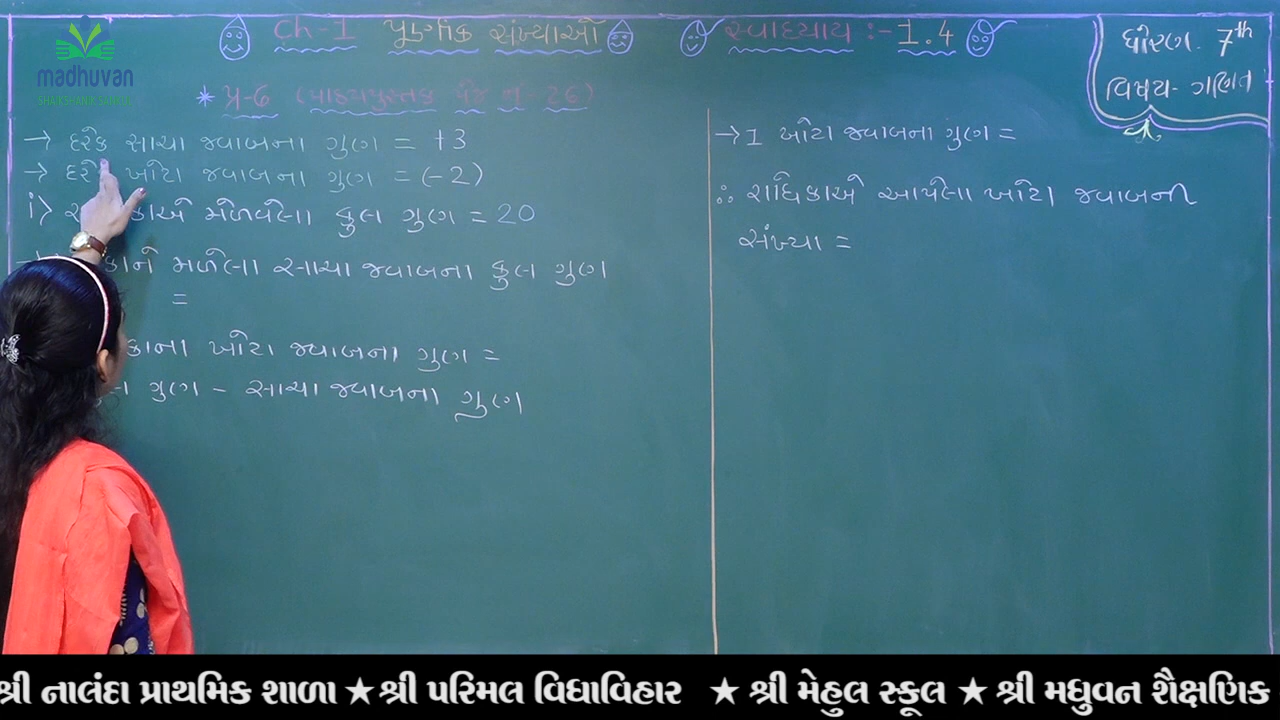 madhuvan
SHAIKSHANIK SANKUL
Ch-1 પૂર્ણાંક સંખ્યાઓ
સ્વાધ્યાય :- 1.4
ધોરણ. 7th
વિષય- ગણિત
* પ્ર-6 (પાઠ્યપુસ્તક પેજ નં-26)
→ દરેક સાચા જવાબના ગુણ = +3
→ ખોટા જવાબના ગુણ = (-2)
i> મેળવેલા કુલ ગુણ = 20
મળેલા સાચા જવાબના કુલ ગુણ
=
ખોટા જવાબના ગુણ =
ગુણ - સાચા જવાબના ગુણ
→ 1 ખોટા જવાબના ગુણ =
∴ રાધિકાએ આપેલા ખોટા જવાબની
સંખ્યા =
શ્રી નાલંદા પ્રાથમિક શાળા ★ શ્રી પરિમલ વિદ્યાવિહાર ★ શ્રી મેહુલ સ્કૂલ ★ શ્રી મધુવન શૈક્ષણિક